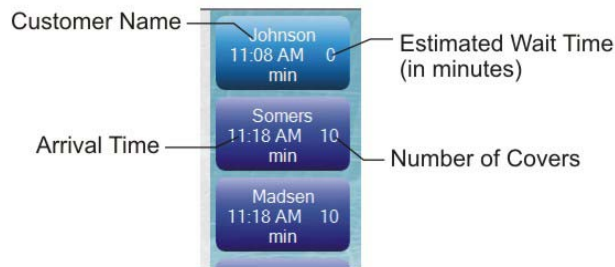 Customer Name
Johnson
11:08 AM 0
min
Estimated Wait Time
(in minutes)
Somers
11:18 AM 10
min
Arrival Time
Number of Covers
Madsen
11:18 AM 10
min